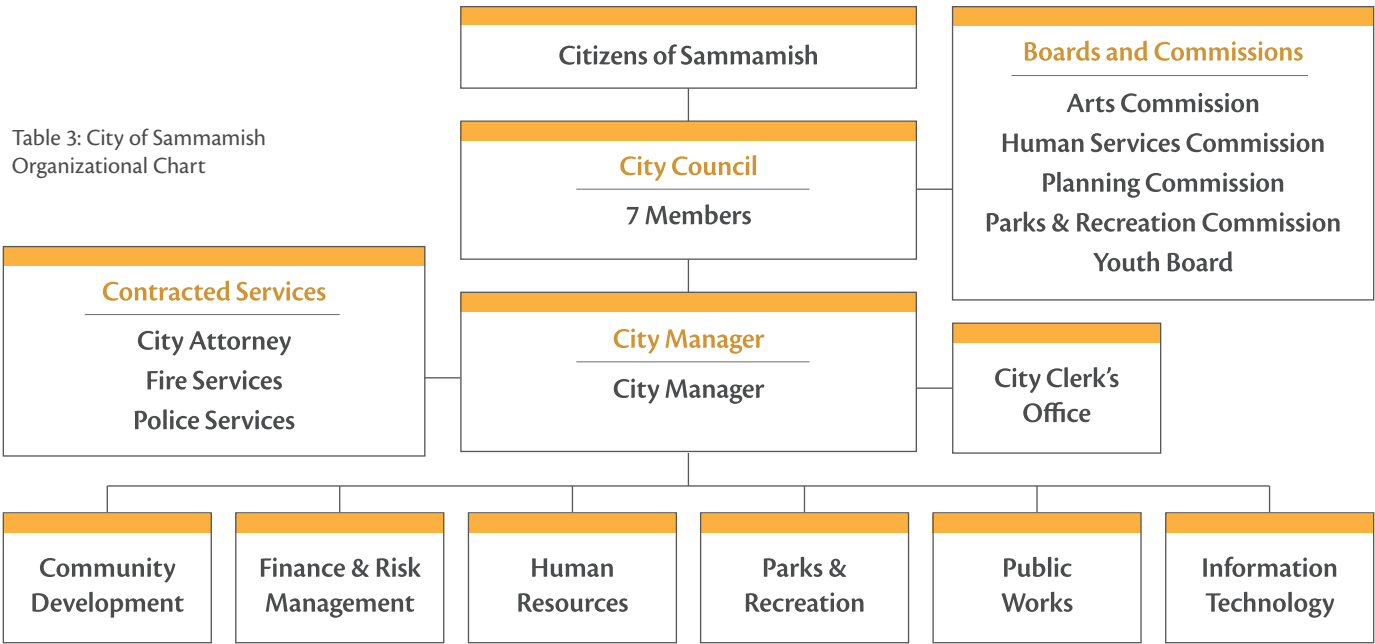 Citizens of Sammamish
Boards and Commissions
Arts Commission
Human Services Commission
Planning Commission
Parks & Recreation Commission
Youth Board
Table 3: City of Sammamish
Organizational Chart
City Council
7 Members
Contracted Services
City Attorney
Fire Services
Police Services
City Manager
City Manager
City Clerk’s
Office
Community
Development
Finance & Risk
Management
Human
Resources
Parks &
Recreation
Public
Works
Information
Technology